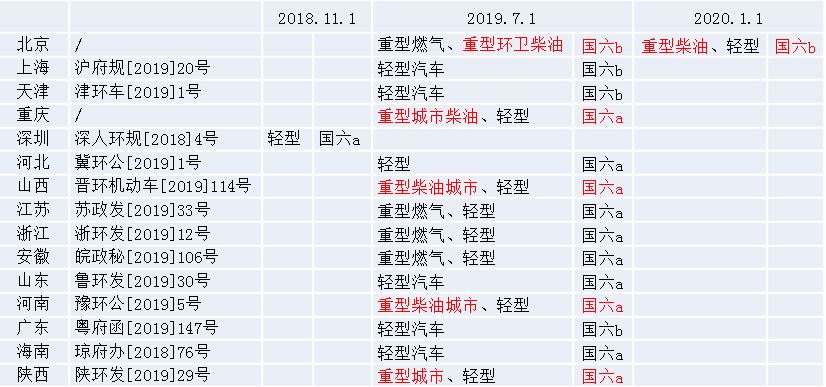 2018.11.1 2019.7.1 2020.1.1
北京 / 重型燃气、重型环卫柴油 国六b 重型柴油、轻型 国六b
上海 沪府规[2019]20号 轻型汽车 国六b
天津 津环车[2019]1号 轻型汽车 国六b
重庆 / 重型城市柴油、轻型 国六a
深圳 深人环规[2018]4号 轻型 国六a
河北 冀环公[2019]1号 轻型 国六a
山西 晋环机动车[2019]114号 重型柴油城市、轻型 国六a
江苏 苏政发[2019]33号 重型燃气、轻型 国六a
浙江 浙环发[2019]12号 重型燃气、轻型 国六a
安徽 皖政秘[2019]106号 重型燃气、轻型 国六a
山东 鲁环发[2019]30号 轻型汽车 国六a
河南 豫环公[2019]5号 重型柴油城市、轻型 国六a
广东 粤府函[2019]147号 轻型汽车 国六b
海南 琼府办[2018]76号 轻型汽车 国六a
陕西 陕环发[2019]29号 重型城市、轻型 国六a